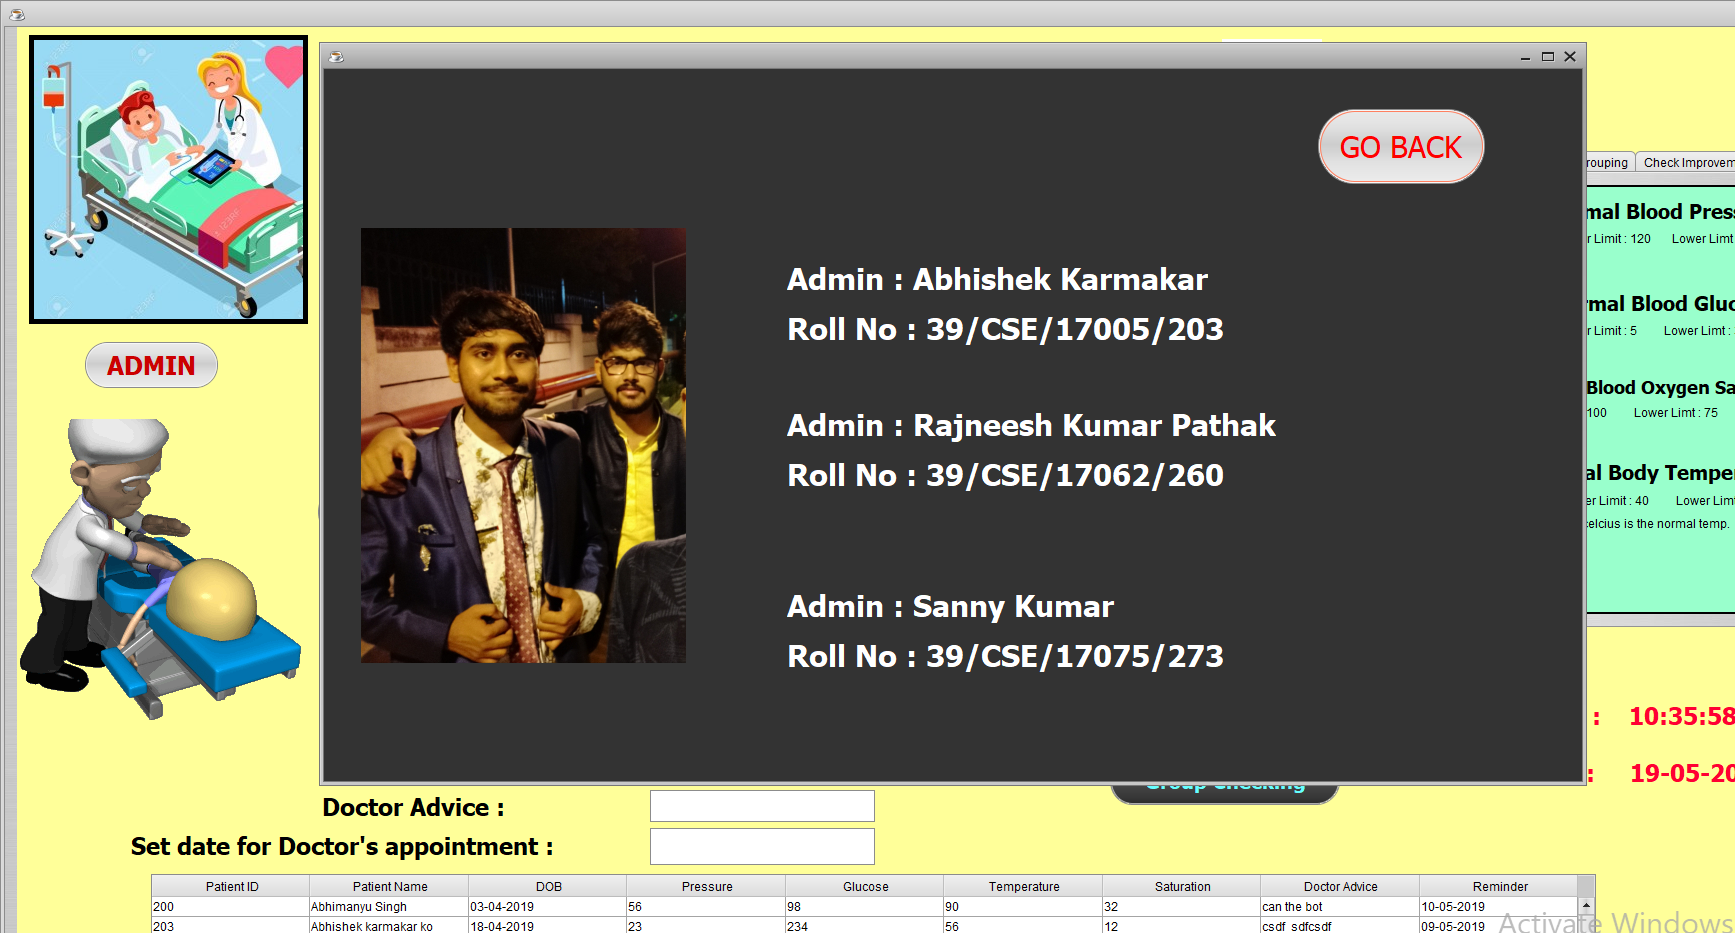 GO BACK
rouping
Check Improvem
Admin : Abhishek Karmakar
Roll No : 39/CSE/17005/203
Admin : Rajneesh Kumar Pathak
Roll No : 39/CSE/17062/260
Admin : Sanny Kumar
Roll No : 39/CSE/17075/273
ADMIN
mal Blood Press
r Limit : 120 Lower Limt
mal Blood Gluc
r Limit : 5 Lower Limt :
Blood Oxygen Sa
100 Lower Limt : 75
al Body Temper
er Limit : 40 Lower Limt
elcius is the normal temp.
: 10:35:58
: 19-05-20
Group Checking
Doctor Advice :
Set date for Doctor's appointment :
Patient ID Patient Name DOB Pressure Glucose Temperature Saturation Doctor Advice Reminder
200 Abhimanyu Singh 03-04-2019 56 98 90 32 can the bot 10-05-2019
203 Abhishek karmakar ko 18-04-2019 23 234 56 12 csdf sdfcsdf 09-05-2019
Activate Windows